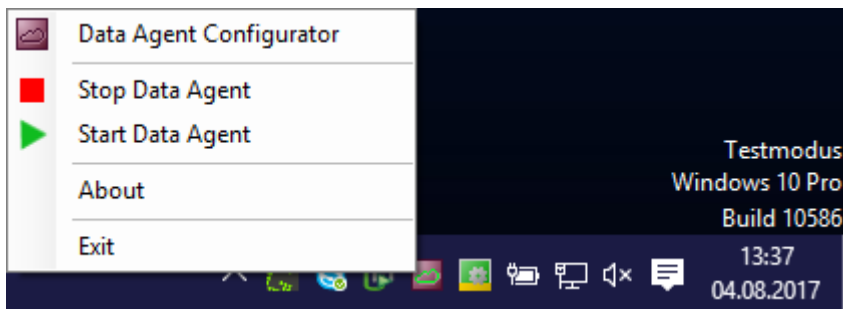 Data Agent Configurator
Stop Data Agent
Start Data Agent
About
Exit
Testmodus
Windows 10 Pro
Build 10586
13:37
04.08.2017